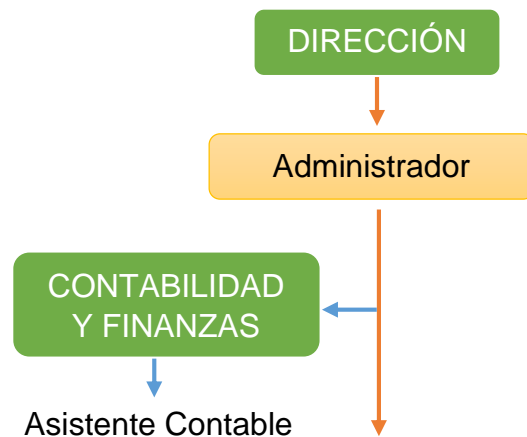 DIRECCIÓN
Administrador
CONTABILIDAD
Y FINANZAS
Asistente Contable